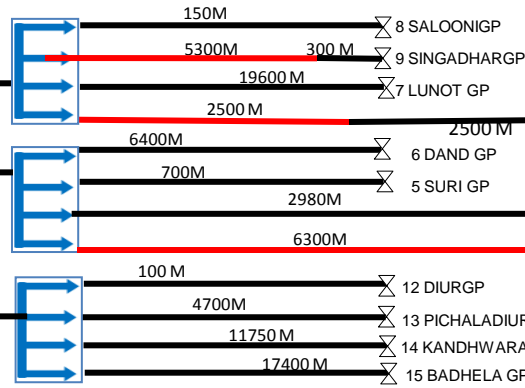 150M
8 SALOONIGP
5300M 300 M
9 SINGADHARGP
19600 M
7 LUNOT GP
2500 M
2500 M
6400M
6 DAND GP
700M
5 SURI GP
2980M
6300M
100 M
12 DIURGP
4700M
13 PICHALADIUR
11750 M
14 KANDHWARA
17400 M
15 BADHELA GP